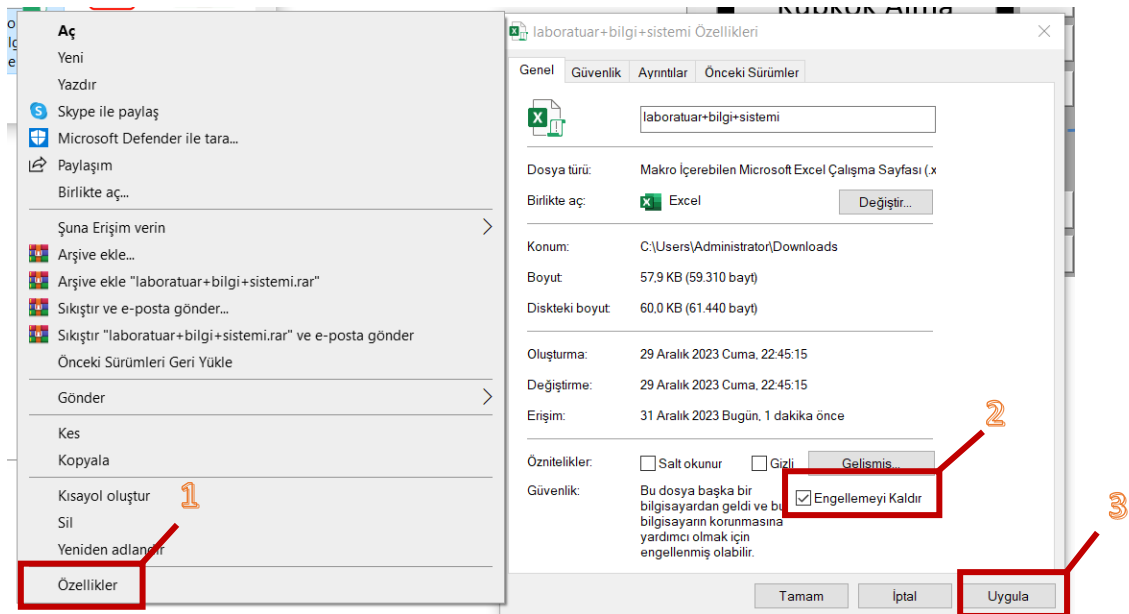 Aç
Yeni
Yazdır
Skype ile paylaş
Microsoft Defender ile tara...
Paylaşım
Birlikte aç...
Şuna Erişim verin
Arşive ekle...
Arşive ekle "laboratuar+bilgi+sistemi.rar"
Sıkıştır ve e-posta gönder...
Sıkıştır "laboratuar+bilgi+sistemi.rar" ve e-posta gönder
Önceki Sürümleri Geri Yükle
Gönder
Kes
Kopyala
Kısayol oluştur
1
Sil
Yeniden adlandır
Özellikler
laboratuar+bilgi+sistemi Özellikleri
Genel Güvenlik Ayrıntılar Önceki Sürümler
laboratuar+bilgi+sistemi
Dosya türü: Makro İçerebilen Microsoft Excel Çalışma Sayfası (.x
Birlikte aç: Excel Değiştir...
Konum: C:\Users\Administrator\Downloads
Boyut: 57,9 KB (59.310 bayt)
Diskteki boyut: 60,0 KB (61.440 bayt)
Oluşturma: 29 Aralık 2023 Cuma, 22:45:15
Değiştirme: 29 Aralık 2023 Cuma, 22:45:15
Erişim: 31 Aralık 2023 Bugün, 1 dakika önce
2
Öznitelikler: Salt okunur Gizli Gelişmiş...
Güvenlik: Bu dosya başka bir
bilgisayardan geldi ve bu
bilgisayarın korunmasına
yardımcı olmak için
engellenmiş olabilir.
Engellemeyi Kaldır
3
Tamam İptal Uygula